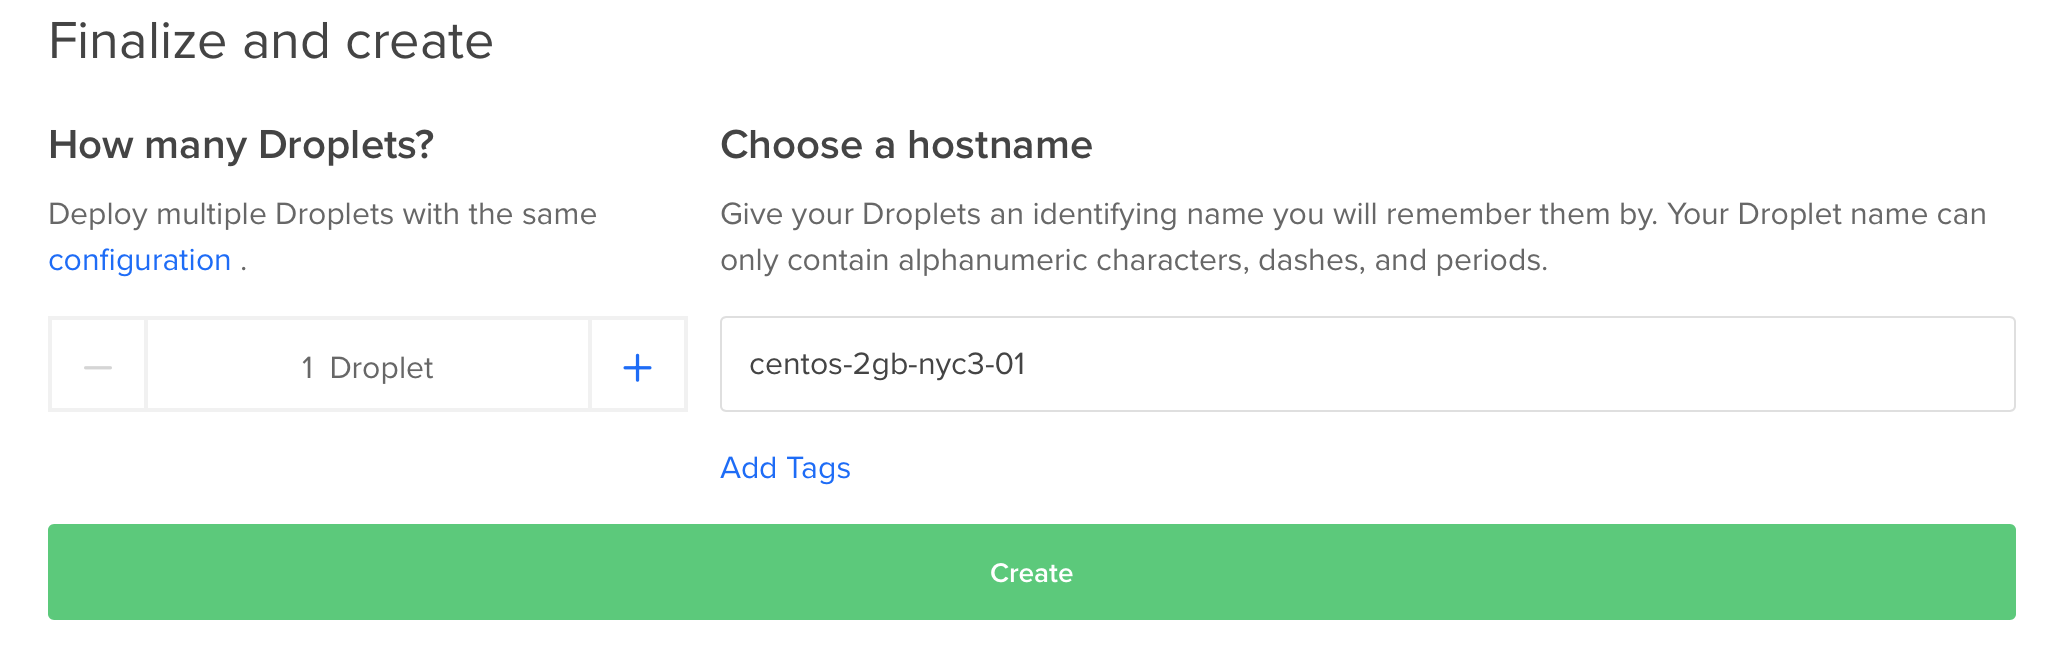 Finalize and create
How many Droplets?
Deploy multiple Droplets with the same
configuration .
1 Droplet
Choose a hostname
Give your Droplets an identifying name you will remember them by. Your Droplet name can
only contain alphanumeric characters, dashes, and periods.
centos-2gb-nyc3-01
Add Tags
Create